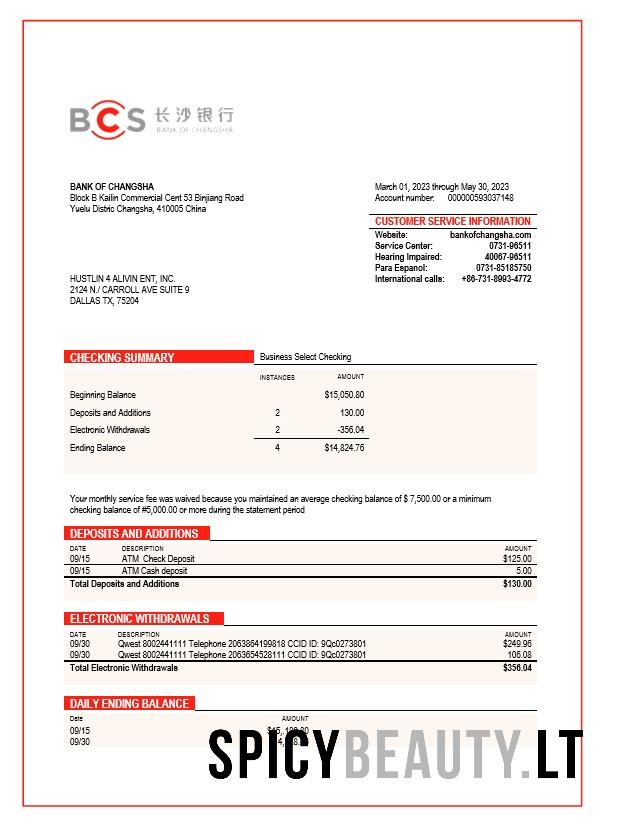 BCS 长沙银行
BANK OF CHANGSHA
BANK OF CHANGSHA
Block B Kailin Commercial Cent 53 Binjiang Road
Yuelu Distric Changsha, 410005 China
March 01, 2023 through May 30, 2023
Account number: 000000593037148
CUSTOMER SERVICE INFORMATION
Website: bankofchangsha.com
Service Center: 0731-96511
Hearing Impaired: 40067-96511
Para Espanol: 0731-85185750
International calls: +86-731-8993-4772
HUSTLIN 4 ALIVIN ENT, INC.
2124 N./ CARROLL AVE SUITE 9
DALLAS TX, 75204
CHECKING SUMMARY Business Select Checking
INSTANCES AMOUNT
Beginning Balance $15,050.80
Deposits and Additions 2 130.00
Electronic Withdrawals 2 -356.04
Ending Balance 4 $14,824.76
Your monthly service fee was waived because you maintained an average checking balance of $ 7,500.00 or a minimum
checking balance of #5,000.00 or more during the statement period
DEPOSITS AND ADDITIONS
DATE DESCRIPTION AMOUNT
09/15 ATM Check Deposit $125.00
09/15 ATM Cash deposit 5.00
Total Deposits and Additions $130.00
ELECTRONIC WITHDRAWALS
DATE DESCRIPTION AMOUNT
09/30 Qwest 8002441111 Telephone 2063864199818 CCID ID: 9Qc0273801 $249.96
09/30 Qwest 8002441111 Telephone 2063654528111 CCID ID: 9Qc0273801 106.08
Total Electronic Withdrawals $356.04
DAILY ENDING BALANCE
Date AMOUNT
09/15
09/30
SPICYBEAUTY.LT